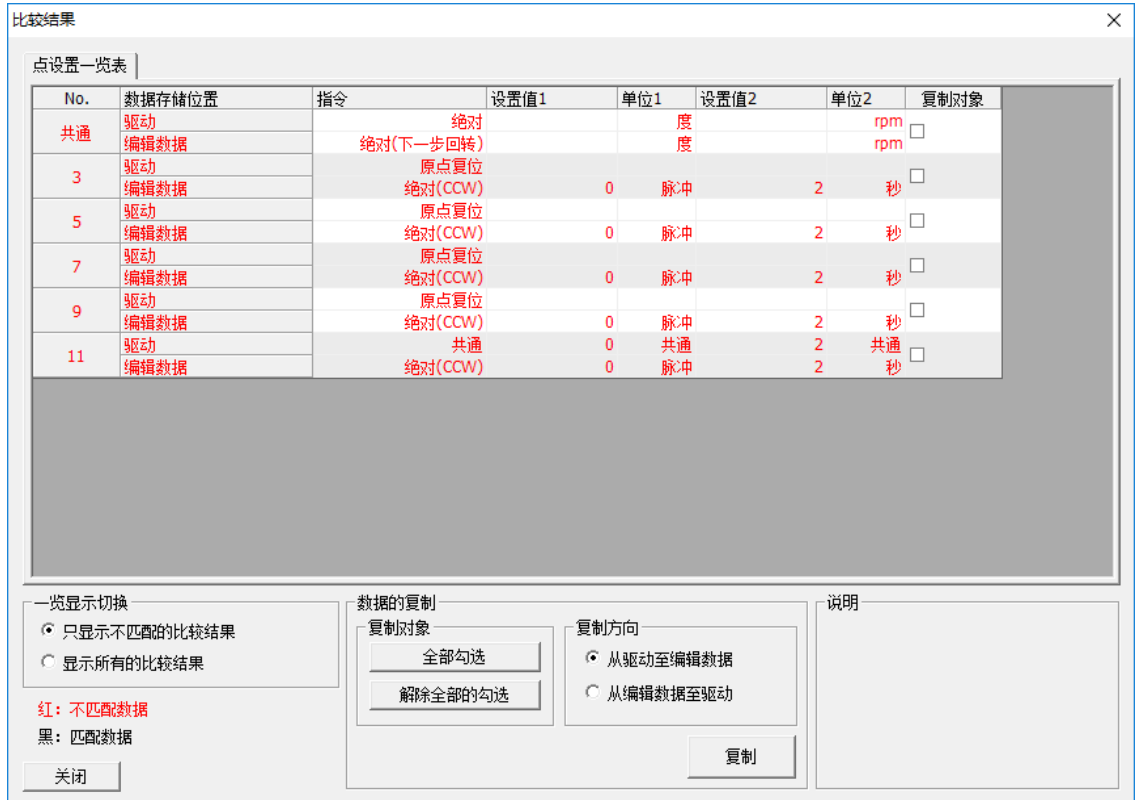 比较结果
点设置一览表
No. 数据存储位置 指令 设置值1 单位1 设置值2 单位2 复制对象
共通 驱动 绝对 度 rpm
编辑数据 绝对(下一步回转) 度 rpm
3 驱动 原点复位
编辑数据 绝对(CCW) 0 脉冲 2 秒
5 驱动 原点复位
编辑数据 绝对(CCW) 0 脉冲 2 秒
7 驱动 原点复位
编辑数据 绝对(CCW) 0 脉冲 2 秒
9 驱动 原点复位
编辑数据 绝对(CCW) 0 脉冲 2 秒
11 驱动 共通 0 共通 2 共通
编辑数据 绝对(CCW) 0 脉冲 2 秒
一览显示切换
只显示不匹配的比较结果
显示所有的比较结果
红：不匹配数据
黑：匹配数据
关闭
数据的复制
复制对象
全部勾选
解除全部的勾选
复制方向
从驱动至编辑数据
从编辑数据至驱动
复制
说明